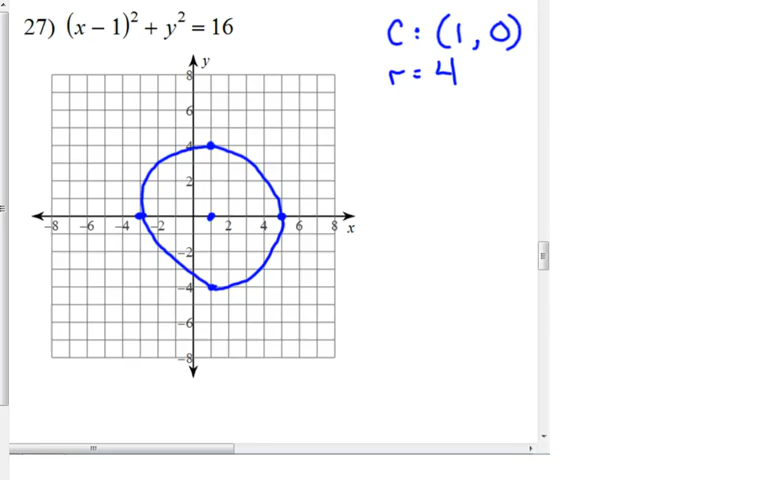 27) (x − 1)² + y² = 16
C : (1, 0)
r = 4
y
8
6
4
2
−8 −6 −4 −2 2 4 6 8 x
−2
−4
−6
−8